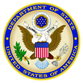 DEPARTMENT OF STATE
UNITED STATES OF AMERICA